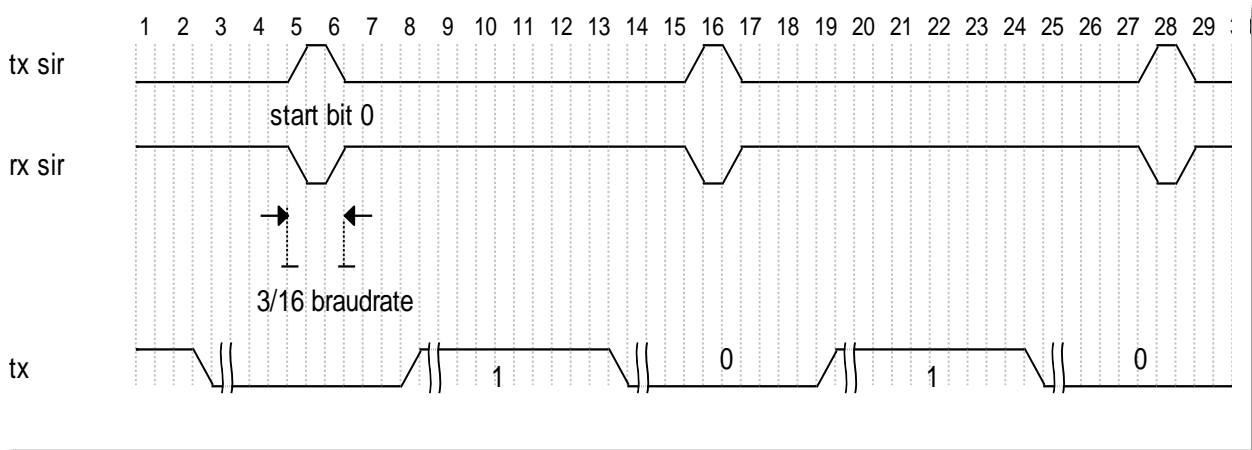 1 2 3 4 5 6 7 8 9 10 11 12 13 14 15 16 17 18 19 20 21 22 23 24 25 26 27 28 29
tx sir
start bit 0
rx sir
3/16 braudrate
tx 1 0 1 0